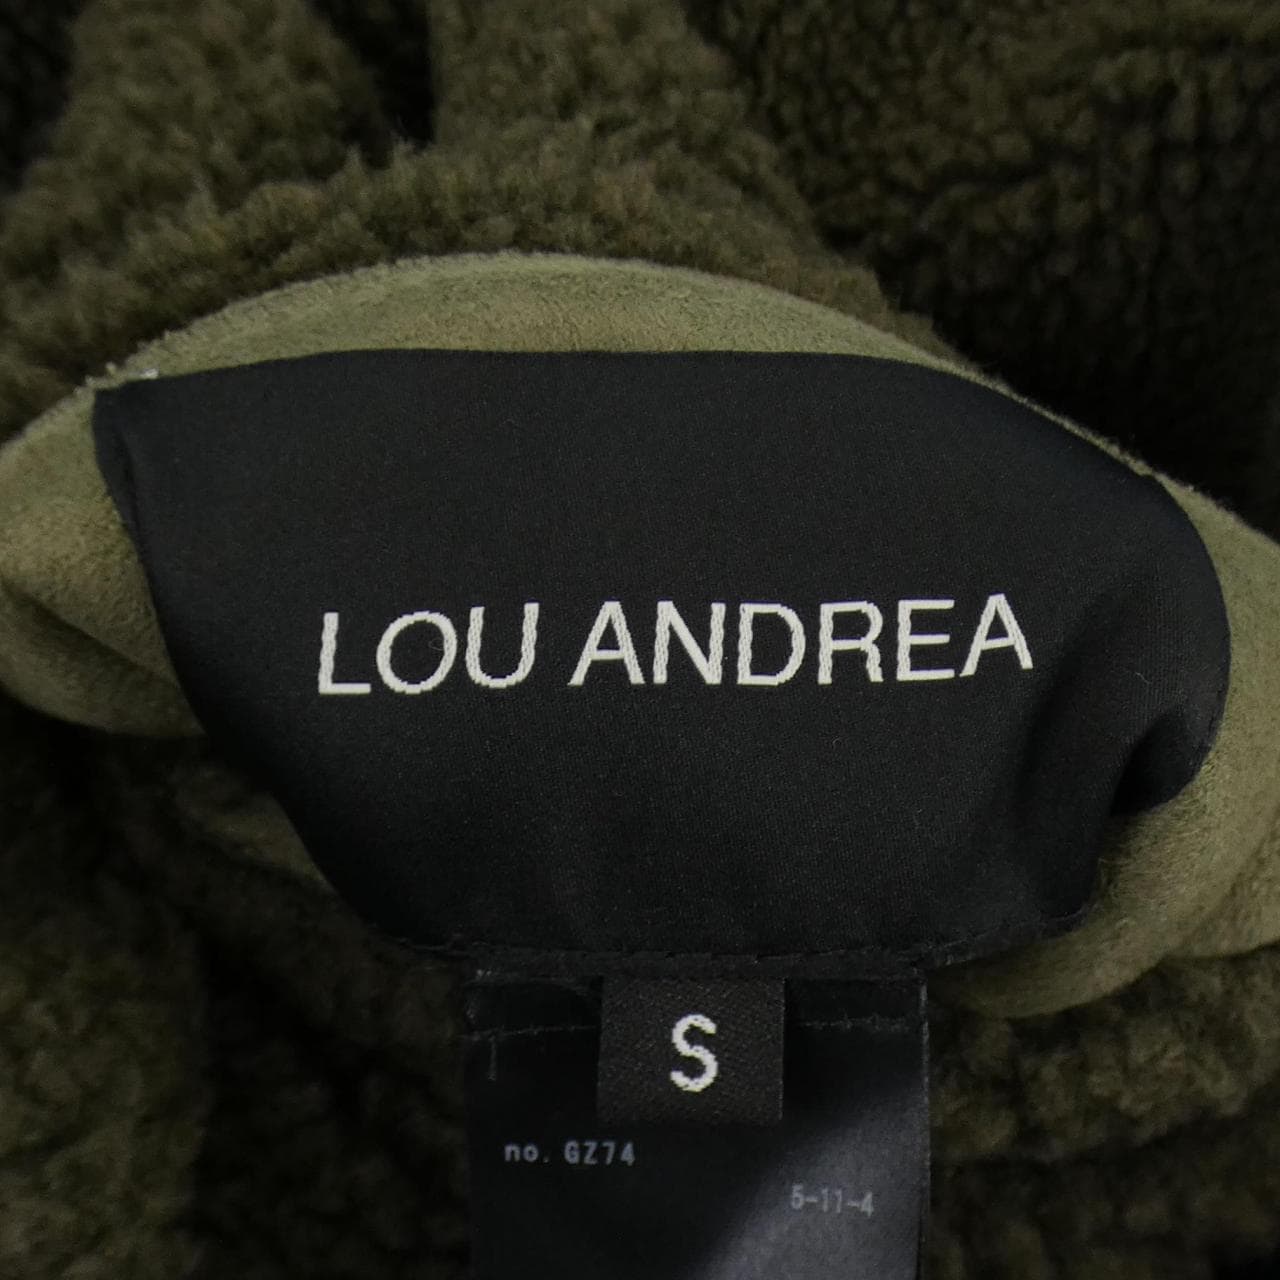 LOU ANDREA
S
no. GZ74
5-11-4